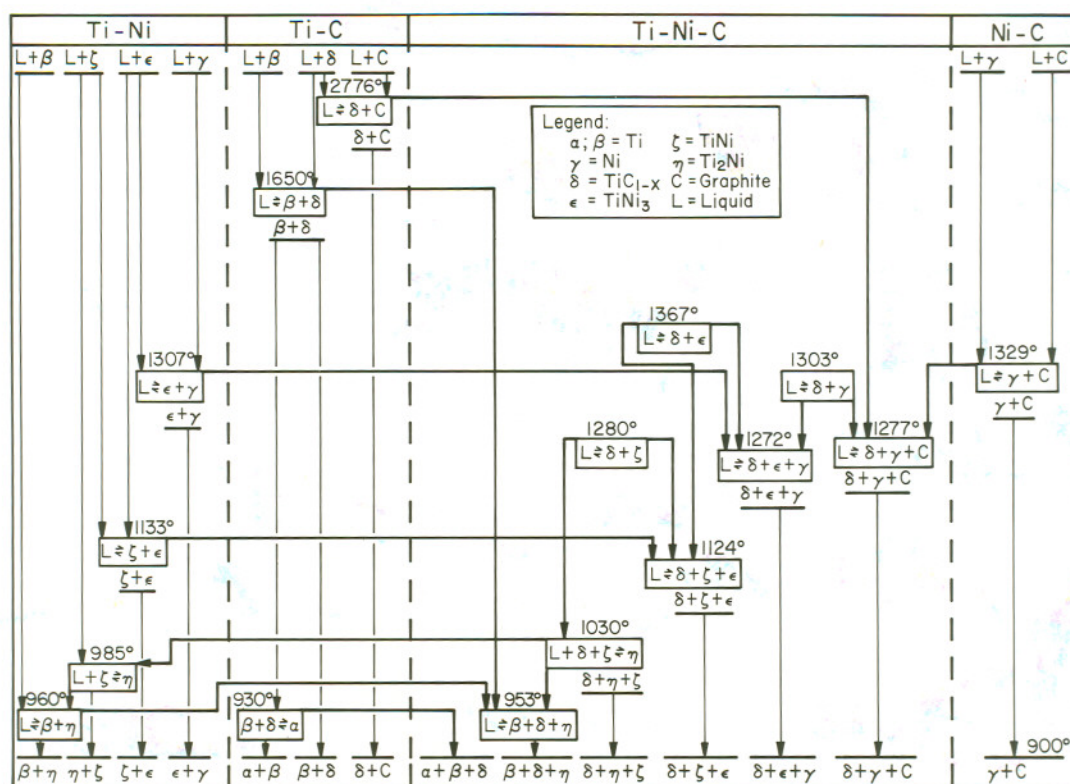 Ti-Ni Ti-C Ti-Ni-C Ni-C
L+β L+ζ L+ϵ L+γ L+β L+δ L+C L+γ L+C
2776°
L⇄δ+C
δ+C
Legend:
α; β = Ti ζ = TiNi
γ = Ni η = Ti₂Ni
δ = TiC₁₋ₓ C = Graphite
ϵ = TiNi₃ L = Liquid
1650°
L⇄β+δ
β+δ
1367°
L⇄δ+ϵ
1307°
L⇄ϵ+γ
ϵ+γ
1303°
L⇄δ+γ
1329°
L⇄γ+C
γ+C
1280°
L⇄δ+ζ
1272°
L⇄δ+ϵ+γ
δ+ϵ+γ
1277°
L⇄δ+γ+C
δ+γ+C
1133°
L⇄ζ+ϵ
ζ+ϵ
1124°
L⇄δ+ζ+ϵ
δ+ζ+ϵ
1030°
L+δ+ζ⇄η
δ+η+ζ
985°
L+ζ⇄η
960°
L⇄β+η
930°
β+δ⇄α
953°
L⇄β+δ+η
900°
β+η η+ζ ζ+ϵ ϵ+γ α+β β+δ δ+C α+β+δ β+δ+η δ+η+ζ δ+ζ+ϵ δ+ϵ+γ δ+γ+C γ+C